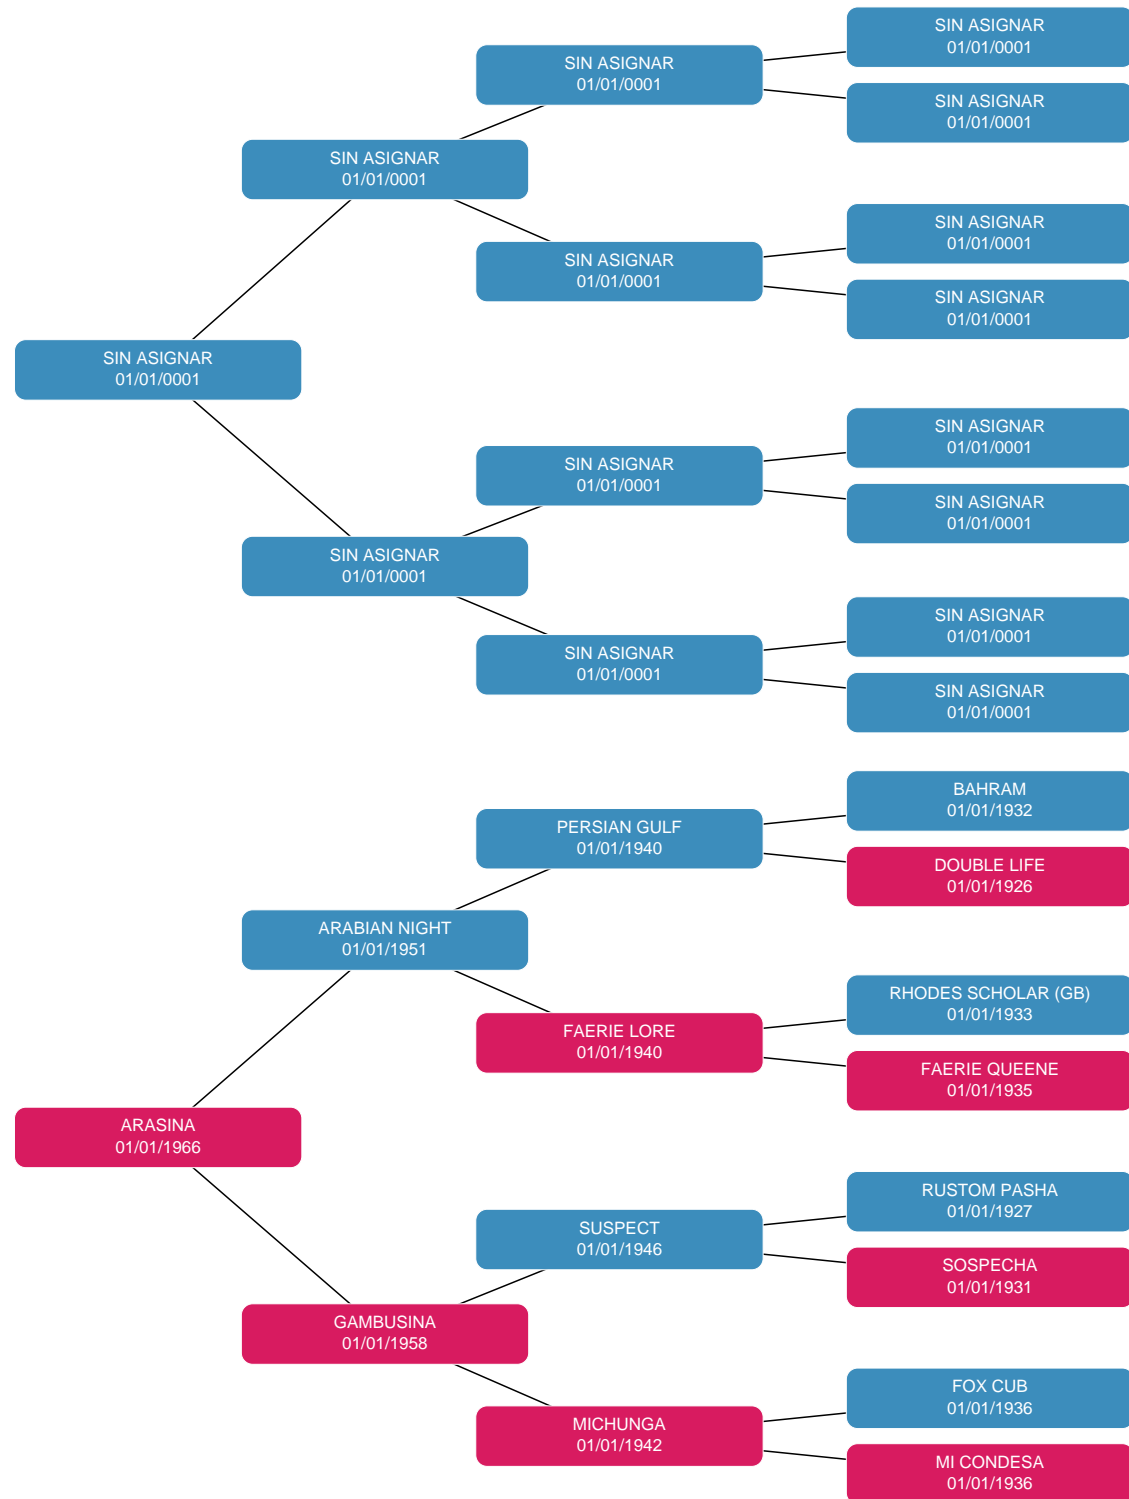 SIN ASIGNAR
01/01/0001
SIN ASIGNAR
01/01/0001
SIN ASIGNAR
01/01/0001
SIN ASIGNAR
01/01/0001
SIN ASIGNAR
01/01/0001
SIN ASIGNAR
01/01/0001
SIN ASIGNAR
01/01/0001
SIN ASIGNAR
01/01/0001
SIN ASIGNAR
01/01/0001
SIN ASIGNAR
01/01/0001
SIN ASIGNAR
01/01/0001
SIN ASIGNAR
01/01/0001
SIN ASIGNAR
01/01/0001
SIN ASIGNAR
01/01/0001
SIN ASIGNAR
01/01/0001
BAHRAM
01/01/1932
PERSIAN GULF
01/01/1940
DOUBLE LIFE
01/01/1926
ARABIAN NIGHT
01/01/1951
RHODES SCHOLAR (GB)
01/01/1933
FAERIE LORE
01/01/1940
FAERIE QUEENE
01/01/1935
ARASINA
01/01/1966
RUSTOM PASHA
01/01/1927
SUSPECT
01/01/1946
SOSPECHA
01/01/1931
GAMBUSINA
01/01/1958
FOX CUB
01/01/1936
MICHUNGA
01/01/1942
MI CONDESA
01/01/1936